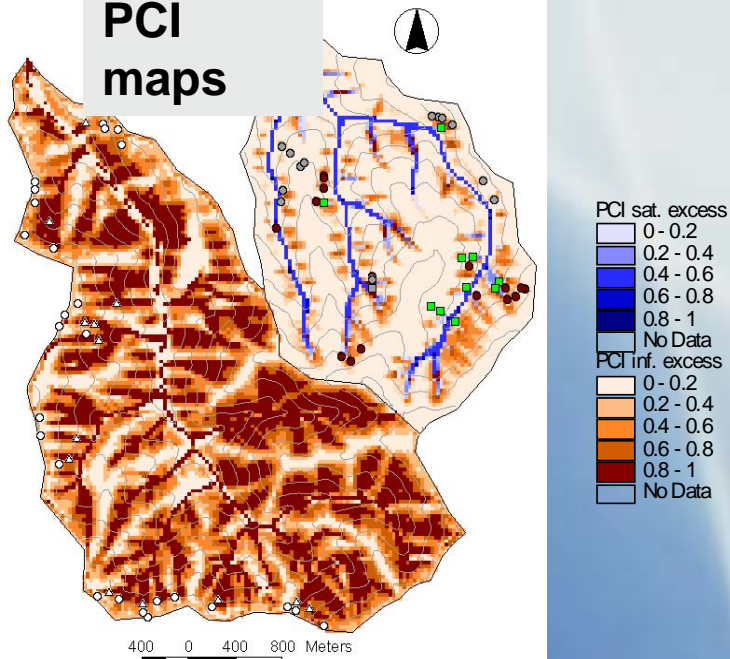 PCI
maps
PCI sat. excess
0 - 0.2
0.2 - 0.4
0.4 - 0.6
0.6 - 0.8
0.8 - 1
No Data
PCI inf. excess
0 - 0.2
0.2 - 0.4
0.4 - 0.6
0.6 - 0.8
0.8 - 1
No Data
400 0 400 800 Meters